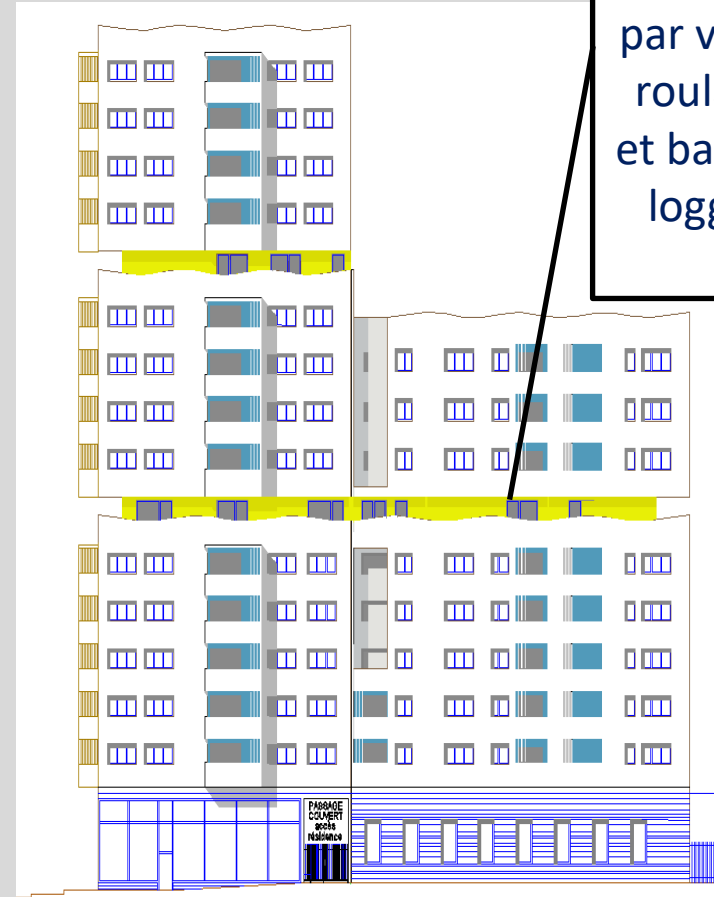 par v
roul
et ba
logg
PASSAGE
COUVERT
accès
résidence